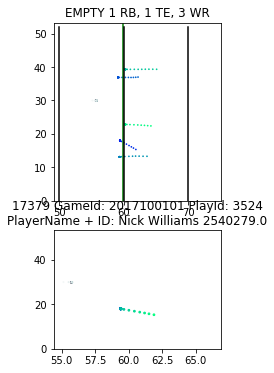 EMPTY 1 RB, 1 TE, 3 WR
50
40
30
20
10
0
50 60 70
17379 GameId: 2017100101 PlayId: 3524
PlayerName + ID: Nick Williams 2540279.0
40
20
0
55.0 57.5 60.0 62.5 65.0